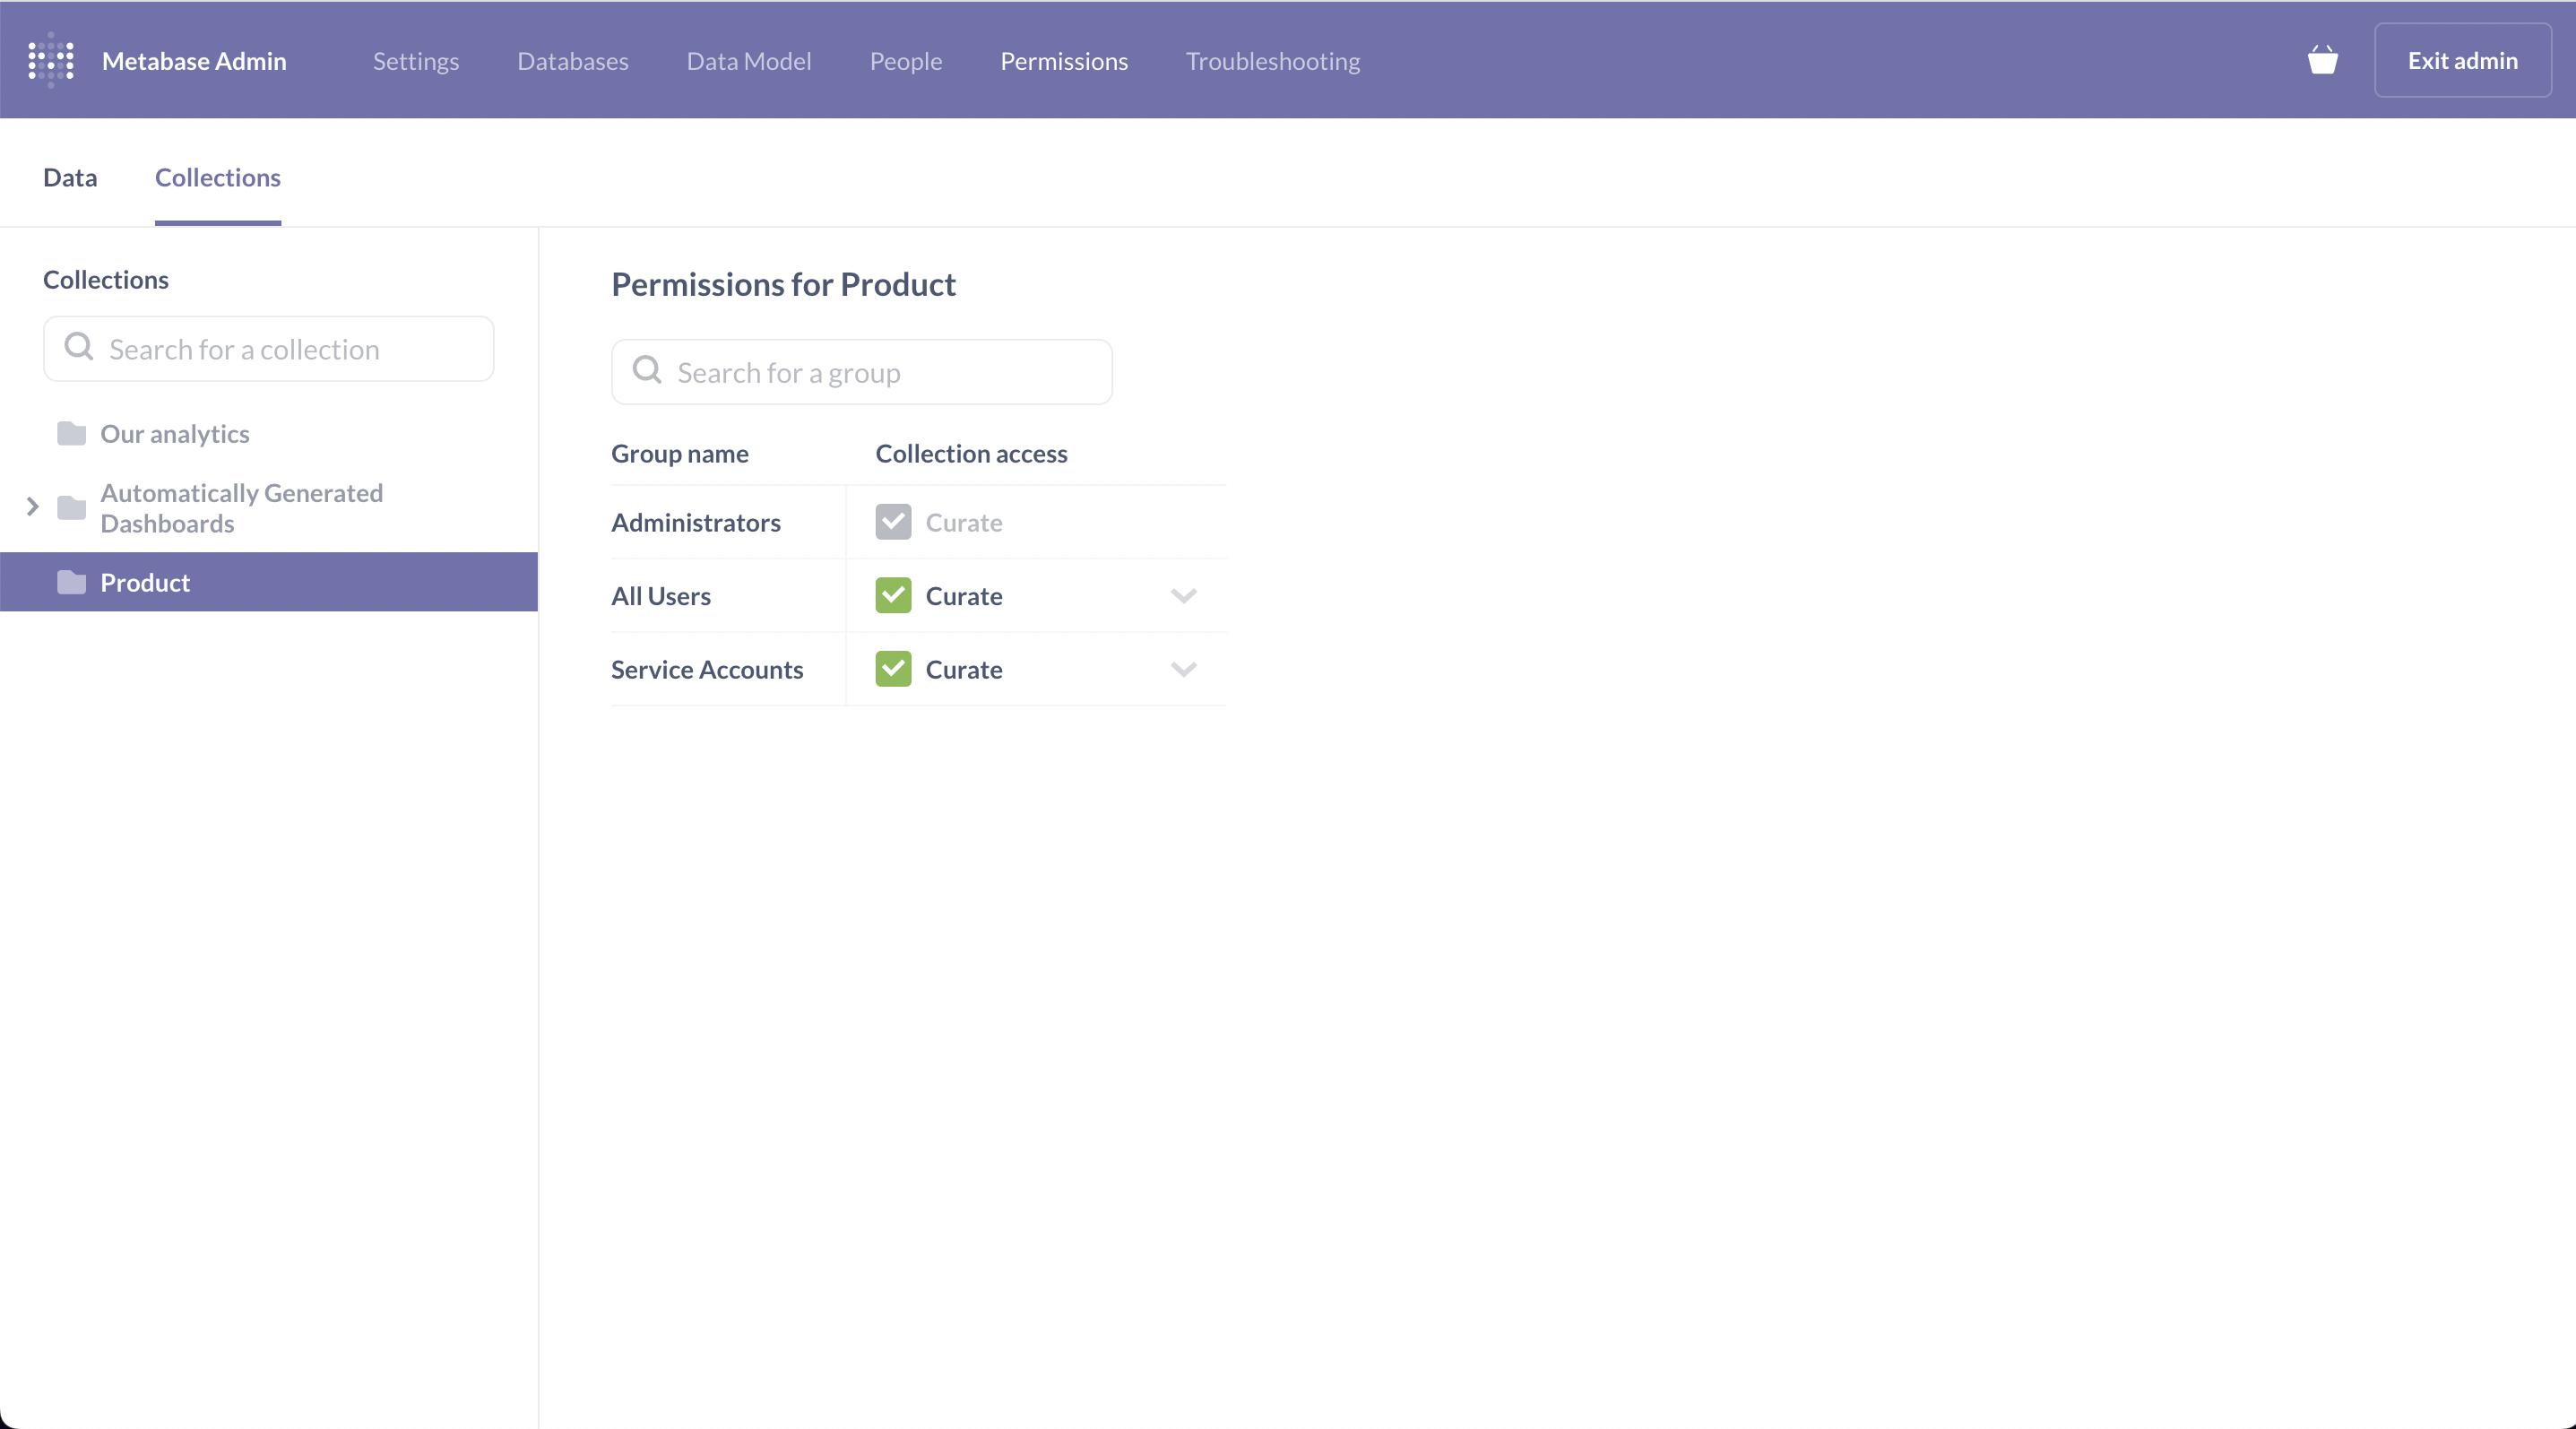 Metabase Admin
Settings
Databases
Data Model
People
Permissions
Troubleshooting
Exit admin
Data
Collections
Collections
Search for a collection
Our analytics
Automatically Generated
Dashboards
Product
Permissions for Product
Search for a group
Group name
Collection access
Administrators
Curate
All Users
Curate
Service Accounts
Curate